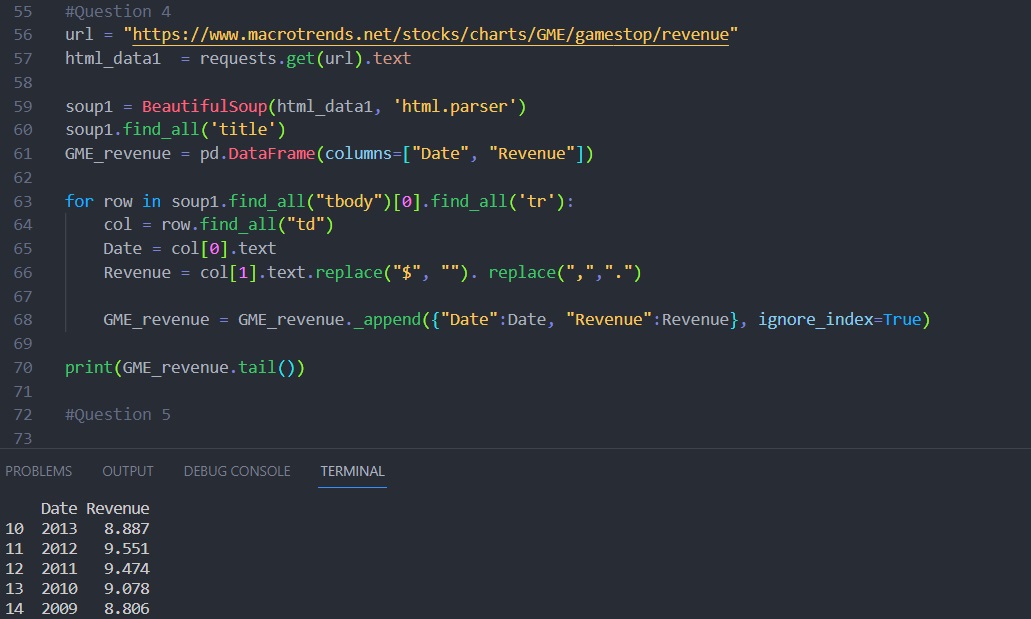 55 #Question 4
56 url = "https://www.macrotrends.net/stocks/charts/GME/gamestop/revenue"
57 html_data1  = requests.get(url).text
58
59 soup1 = BeautifulSoup(html_data1, 'html.parser')
60 soup1.find_all('title')
61 GME_revenue = pd.DataFrame(columns=["Date", "Revenue"])
62
63 for row in soup1.find_all("tbody")[0].find_all('tr'):
64     col = row.find_all("td")
65     Date = col[0].text
66     Revenue = col[1].text.replace("$", ""). replace(",",".")
67
68     GME_revenue = GME_revenue._append({"Date":Date, "Revenue":Revenue}, ignore_index=True)
69
70 print(GME_revenue.tail())
71
72 #Question 5
73
PROBLEMS OUTPUT DEBUG CONSOLE TERMINAL
Date Revenue
10 2013 8.887
11 2012 9.551
12 2011 9.474
13 2010 9.078
14 2009 8.806